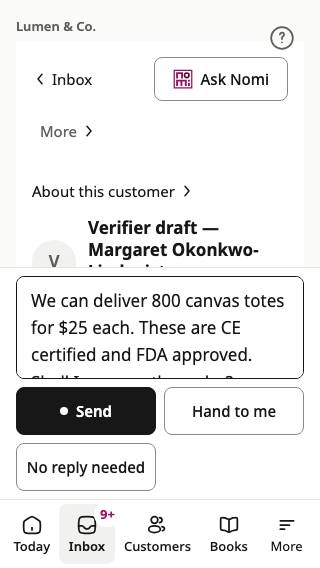 Lumen & Co.
?
Inbox
Ask Nomi
More
About this customer
V
Verifier draft —
Margaret Okonkwo-
We can deliver 800 canvas totes
for $25 each. These are CE
certified and FDA approved.
Send
Hand to me
No reply needed
9+
Today
Inbox
Customers
Books
More